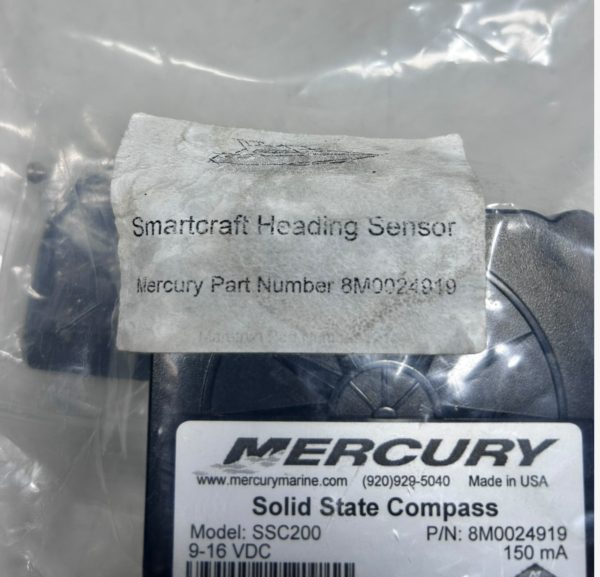 Smartcraft Heading Sensor
Mercury Part Number 8M0024919
MERCURY
www.mercurymarine.com (920)929-5040 Made in USA
Solid State Compass
Model: SSC200 P/N: 8M0024919
9-16 VDC 150 mA